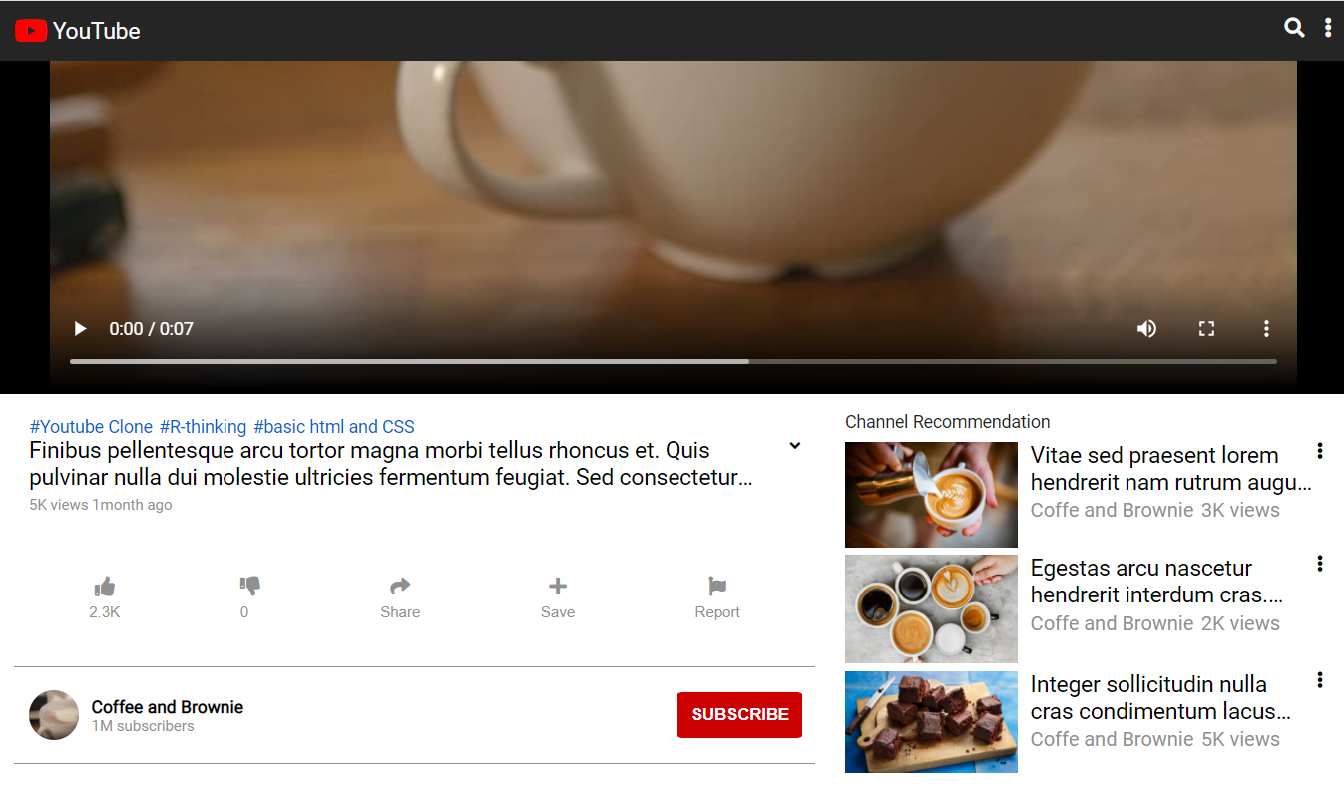 YouTube
0:00 / 0:07
#Youtube Clone #R-thinking #basic html and CSS
Finibus pellentesque arcu tortor magna morbi tellus rhoncus et. Quis
pulvinar nulla dui molestie ultricies fermentum feugiat. Sed consectetur...
5K views 1month ago
2.3K
0
Share
Save
Report
Coffee and Brownie
1M subscribers
SUBSCRIBE
Channel Recommendation
Vitae sed praesent lorem
hendrerit nam rutrum augu...
Coffe and Brownie 3K views
Egestas arcu nascetur
hendrerit interdum cras....
Coffe and Brownie 2K views
Integer sollicitudin nulla
cras condimentum lacus...
Coffe and Brownie 5K views